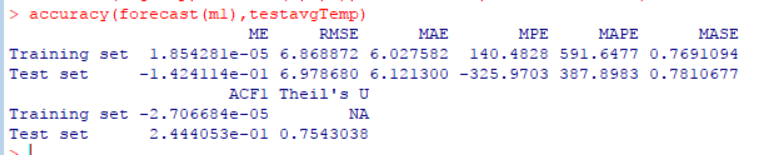 > accuracy(forecast(m1),testavgTemp)
ME RMSE MAE MPE MAPE MASE
Training set 1.854281e-05 6.868872 6.027582 140.4828 591.6477 0.7691094
Test set -1.424114e-01 6.978680 6.121300 -325.9703 387.8983 0.7810677
ACF1 Theil's U
Training set -2.706684e-05 NA
Test set 2.444053e-01 0.7543038
>